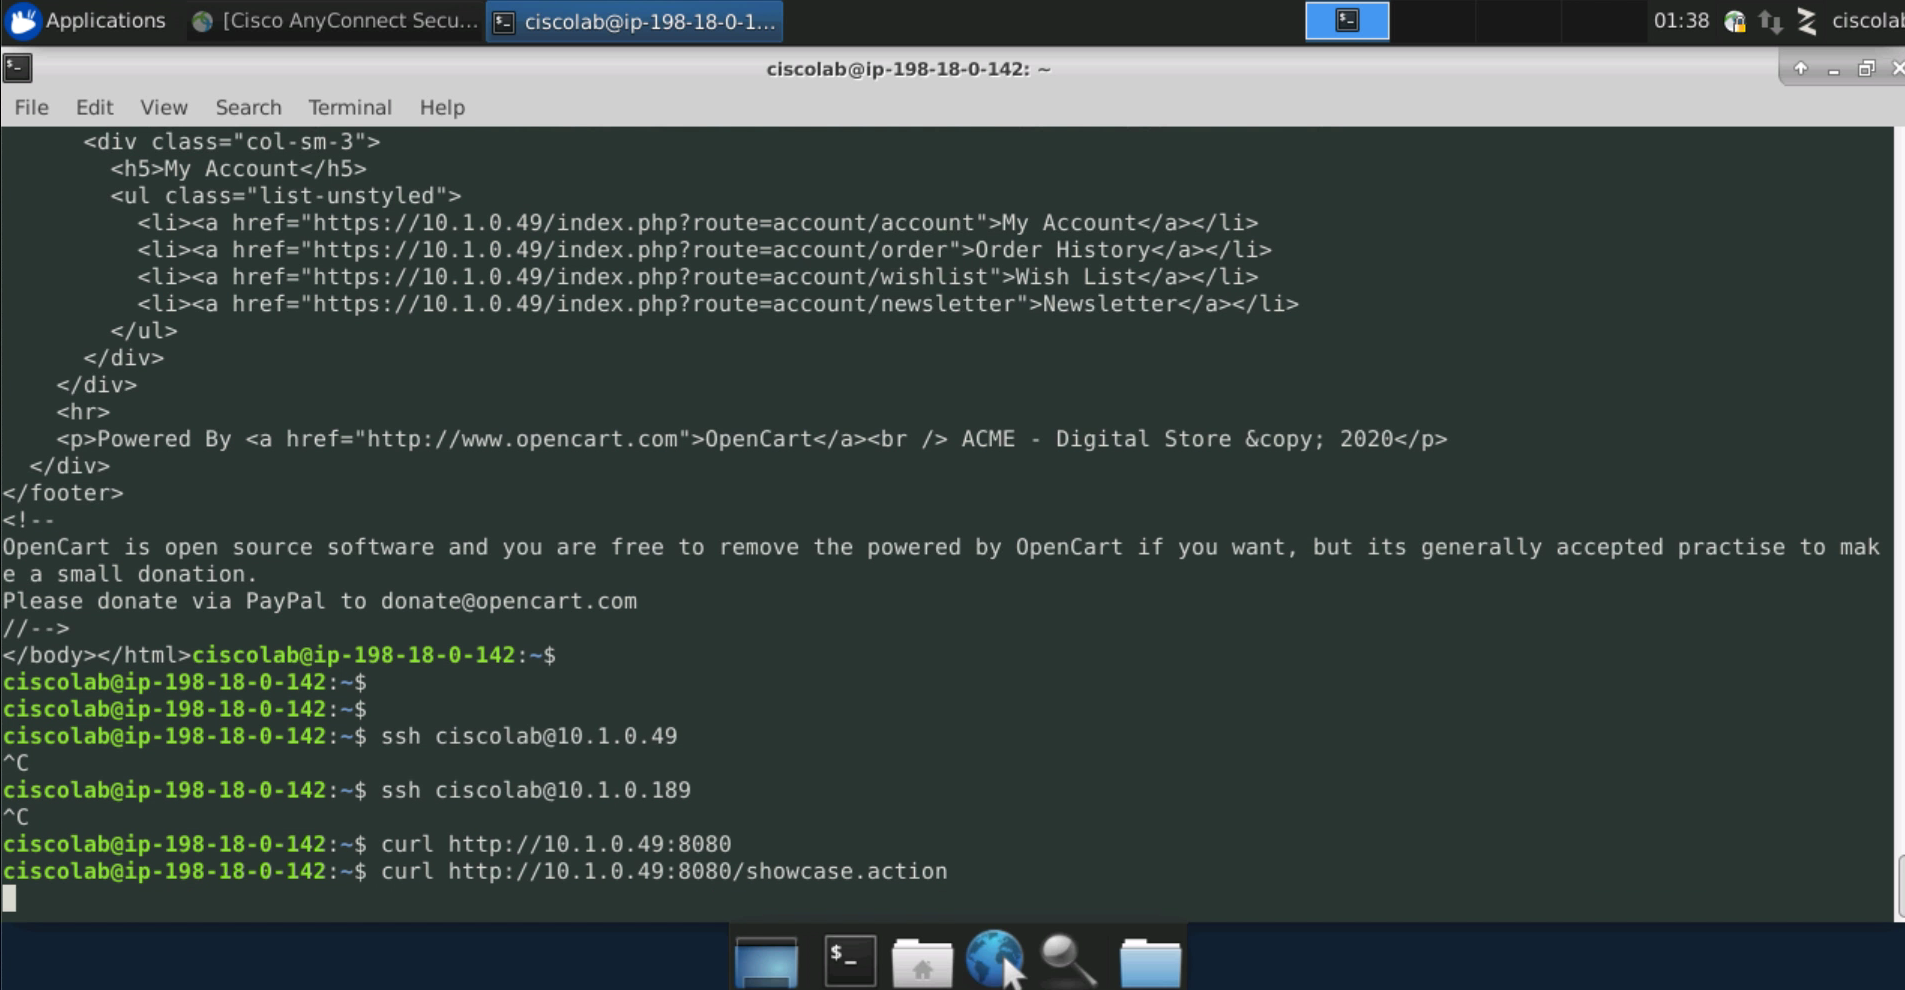 Applications [Cisco AnyConnect Secu... ciscolab@ip-198-18-0-1... 01:38 ciscolab
ciscolab@ip-198-18-0-142: ~
File Edit View Search Terminal Help
<div class="col-sm-3">
<h5>My Account</h5>
<ul class="list-unstyled">
<li><a href="https://10.1.0.49/index.php?route=account/account">My Account</a></li>
<li><a href="https://10.1.0.49/index.php?route=account/order">Order History</a></li>
<li><a href="https://10.1.0.49/index.php?route=account/wishlist">Wish List</a></li>
<li><a href="https://10.1.0.49/index.php?route=account/newsletter">Newsletter</a></li>
</ul>
</div>
</div>
<hr>
<p>Powered By <a href="http://www.opencart.com">OpenCart</a><br /> ACME - Digital Store &copy; 2020</p>
</div>
</footer>
<!--
OpenCart is open source software and you are free to remove the powered by OpenCart if you want, but its generally accepted practise to mak
e a small donation.
Please donate via PayPal to donate@opencart.com
//-->
</body></html>ciscolab@ip-198-18-0-142:~$
ciscolab@ip-198-18-0-142:~$
ciscolab@ip-198-18-0-142:~$
ciscolab@ip-198-18-0-142:~$ ssh ciscolab@10.1.0.49
^C
ciscolab@ip-198-18-0-142:~$ ssh ciscolab@10.1.0.189
^C
ciscolab@ip-198-18-0-142:~$ curl http://10.1.0.49:8080
ciscolab@ip-198-18-0-142:~$ curl http://10.1.0.49:8080/showcase.action
$_